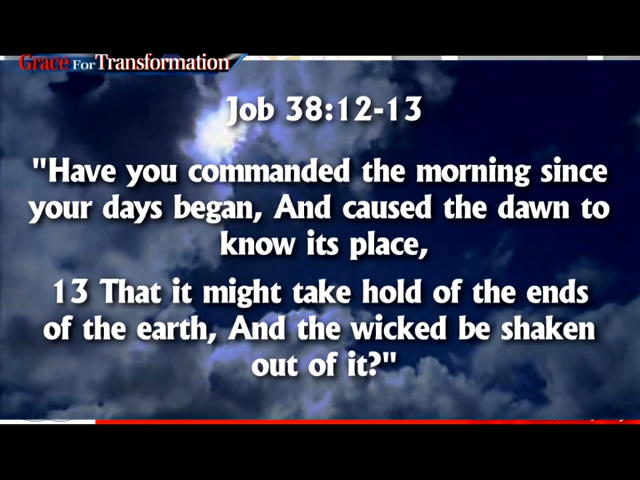 Grace For Transformation
Job 38:12-13
"Have you commanded the morning since
your days began, And caused the dawn to
know its place,
13 That it might take hold of the ends
of the earth, And the wicked be shaken
out of it?"